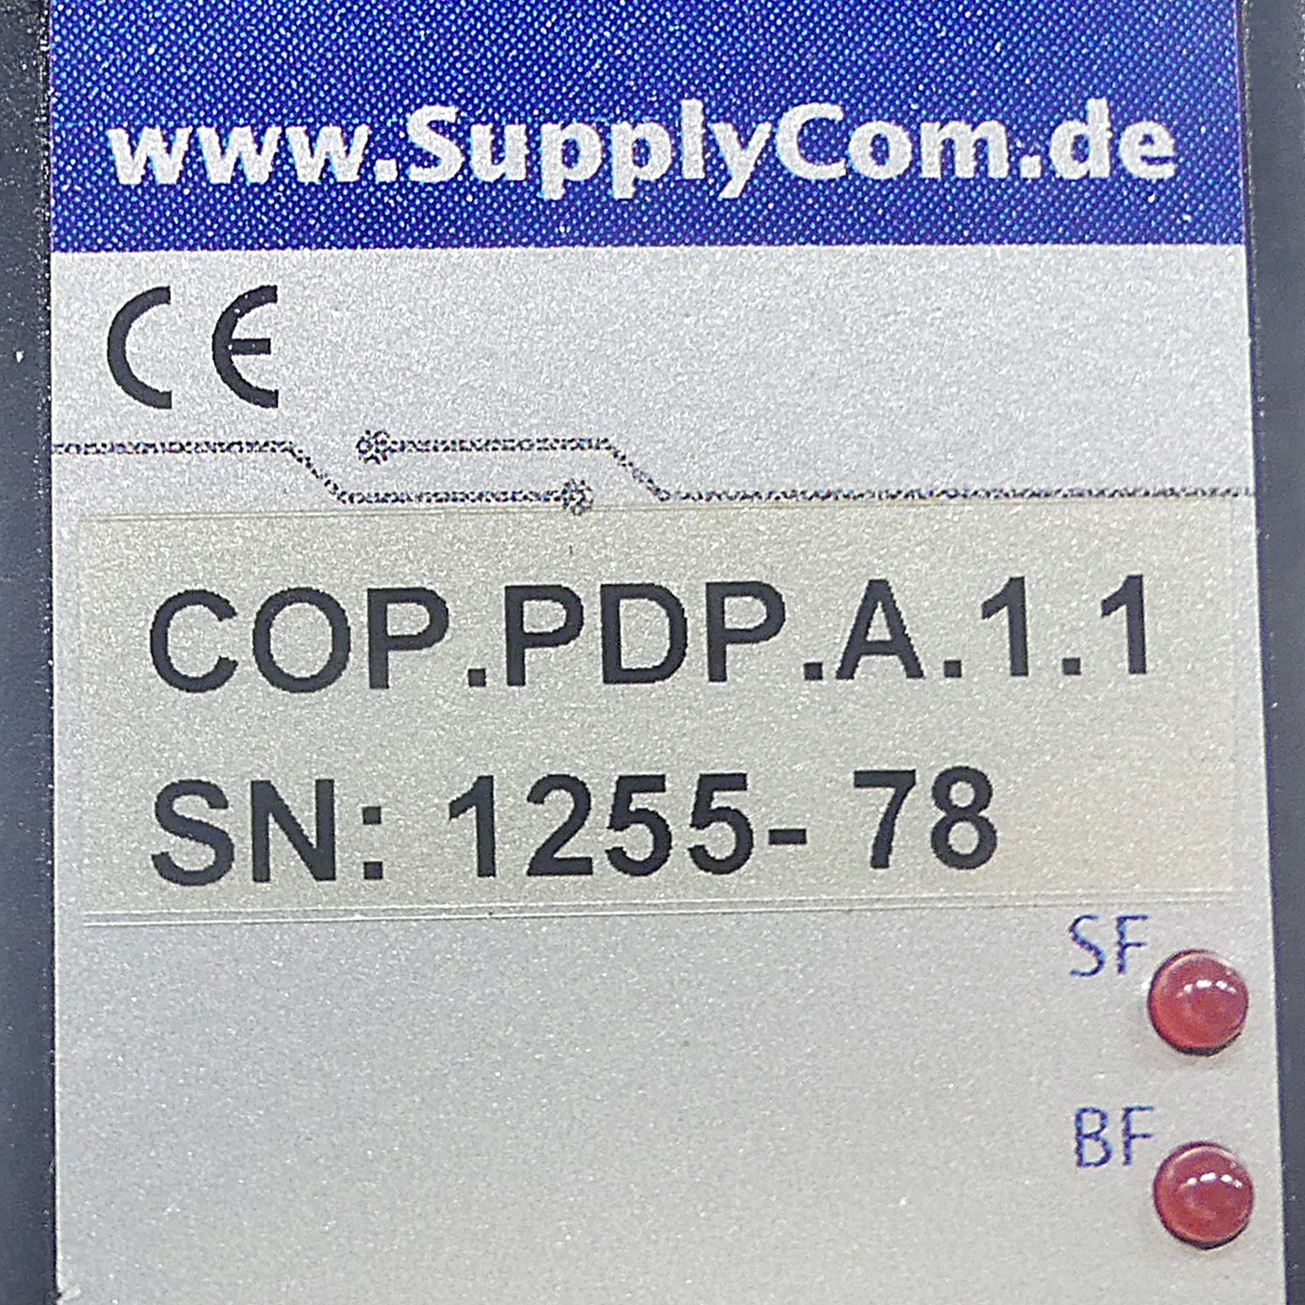 www.SupplyCom.de
CE
COP.PDP.A.1.1
SN: 1255- 78
SF
BF